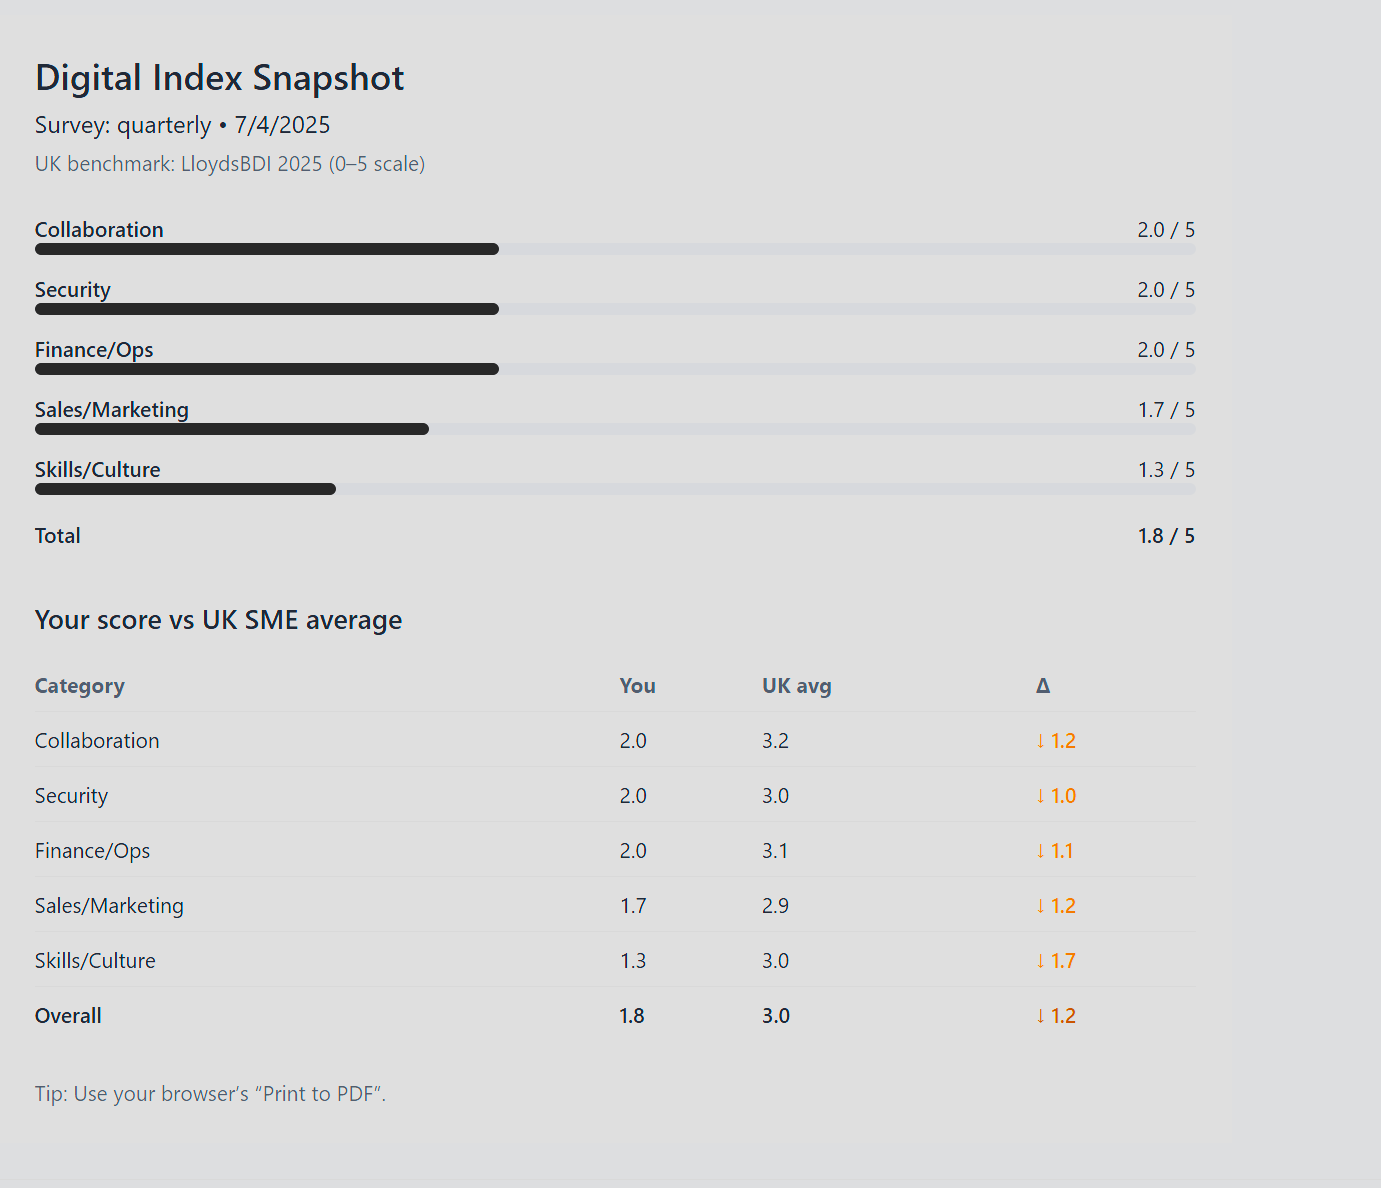 Digital Index Snapshot
Survey: quarterly • 7/4/2025
UK benchmark: LloydsBDI 2025 (0–5 scale)
Collaboration 2.0 / 5
Security 2.0 / 5
Finance/Ops 2.0 / 5
Sales/Marketing 1.7 / 5
Skills/Culture 1.3 / 5
Total 1.8 / 5
Your score vs UK SME average
Category You UK avg Δ
Collaboration 2.0 3.2 ↓ 1.2
Security 2.0 3.0 ↓ 1.0
Finance/Ops 2.0 3.1 ↓ 1.1
Sales/Marketing 1.7 2.9 ↓ 1.2
Skills/Culture 1.3 3.0 ↓ 1.7
Overall 1.8 3.0 ↓ 1.2
Tip: Use your browser’s “Print to PDF”.